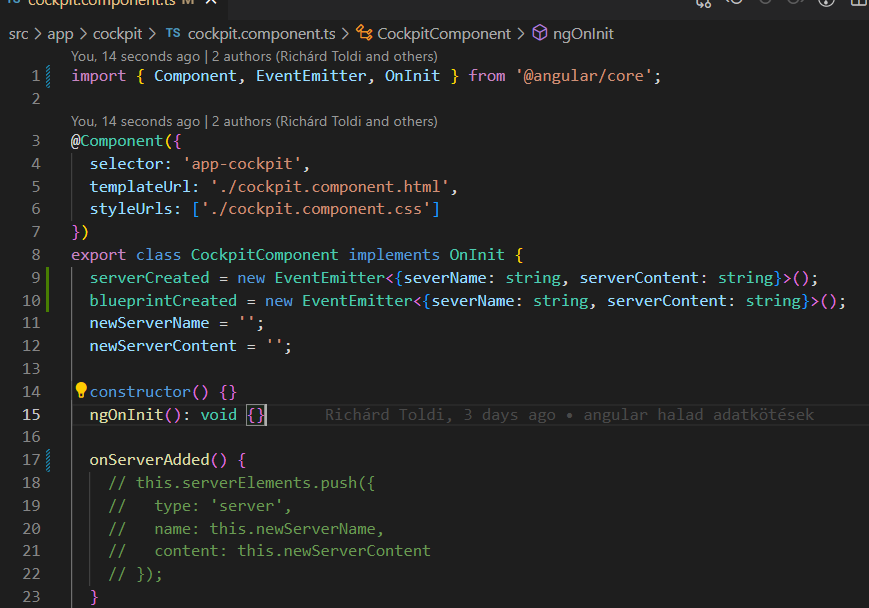 TS cockpit.component.ts M
src > app > cockpit > TS cockpit.component.ts > CockpitComponent > ngOnInit
You, 14 seconds ago | 2 authors (Richárd Toldi and others)
1 import { Component, EventEmitter, OnInit } from '@angular/core';
2
You, 14 seconds ago | 2 authors (Richárd Toldi and others)
3 @Component({
4 selector: 'app-cockpit',
5 templateUrl: './cockpit.component.html',
6 styleUrls: ['./cockpit.component.css']
7 })
8 export class CockpitComponent implements OnInit {
9 serverCreated = new EventEmitter<{severName: string, serverContent: string}>();
10 blueprintCreated = new EventEmitter<{severName: string, serverContent: string}>();
11 newServerName = '';
12 newServerContent = '';
13
14 constructor() {}
15 ngOnInit(): void {} Richárd Toldi, 3 days ago • angular halad adatkötések
16
17 onServerAdded() {
18 // this.serverElements.push({
19 //   type: 'server',
20 //   name: this.newServerName,
21 //   content: this.newServerContent
22 // });
23 }